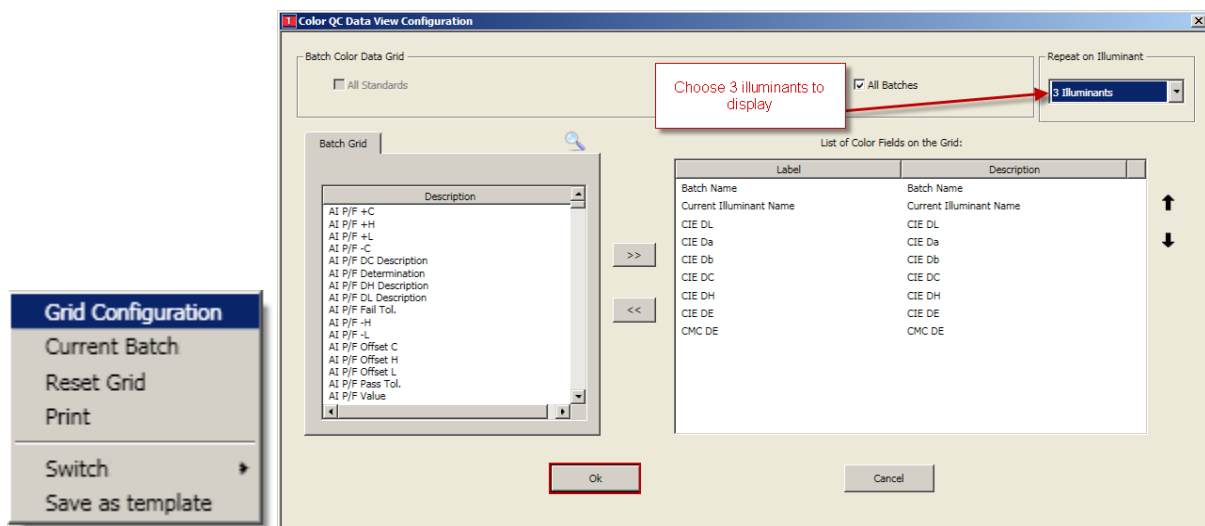 Color QC Data View Configuration
Batch Color Data Grid
All Standards
Choose 3 illuminants to
display
All Batches
Repeat on Illuminant
3 Illuminants
Batch Grid
Description
AI P/F +C
AI P/F +H
AI P/F +L
AI P/F -C
AI P/F DC Description
AI P/F Determination
AI P/F DH Description
AI P/F DL Description
AI P/F Fail Tol.
AI P/F -H
AI P/F -L
AI P/F Offset C
AI P/F Offset H
AI P/F Offset L
AI P/F Pass Tol.
AI P/F Value
>>
<<
List of Color Fields on the Grid:
Label Description
Batch Name Batch Name
Current Illuminant Name Current Illuminant Name
CIE DL CIE DL
CIE Da CIE Da
CIE Db CIE Db
CIE DC CIE DC
CIE DH CIE DH
CIE DE CIE DE
CMC DE CMC DE
Ok
Cancel
Grid Configuration
Current Batch
Reset Grid
Print
Switch
Save as template